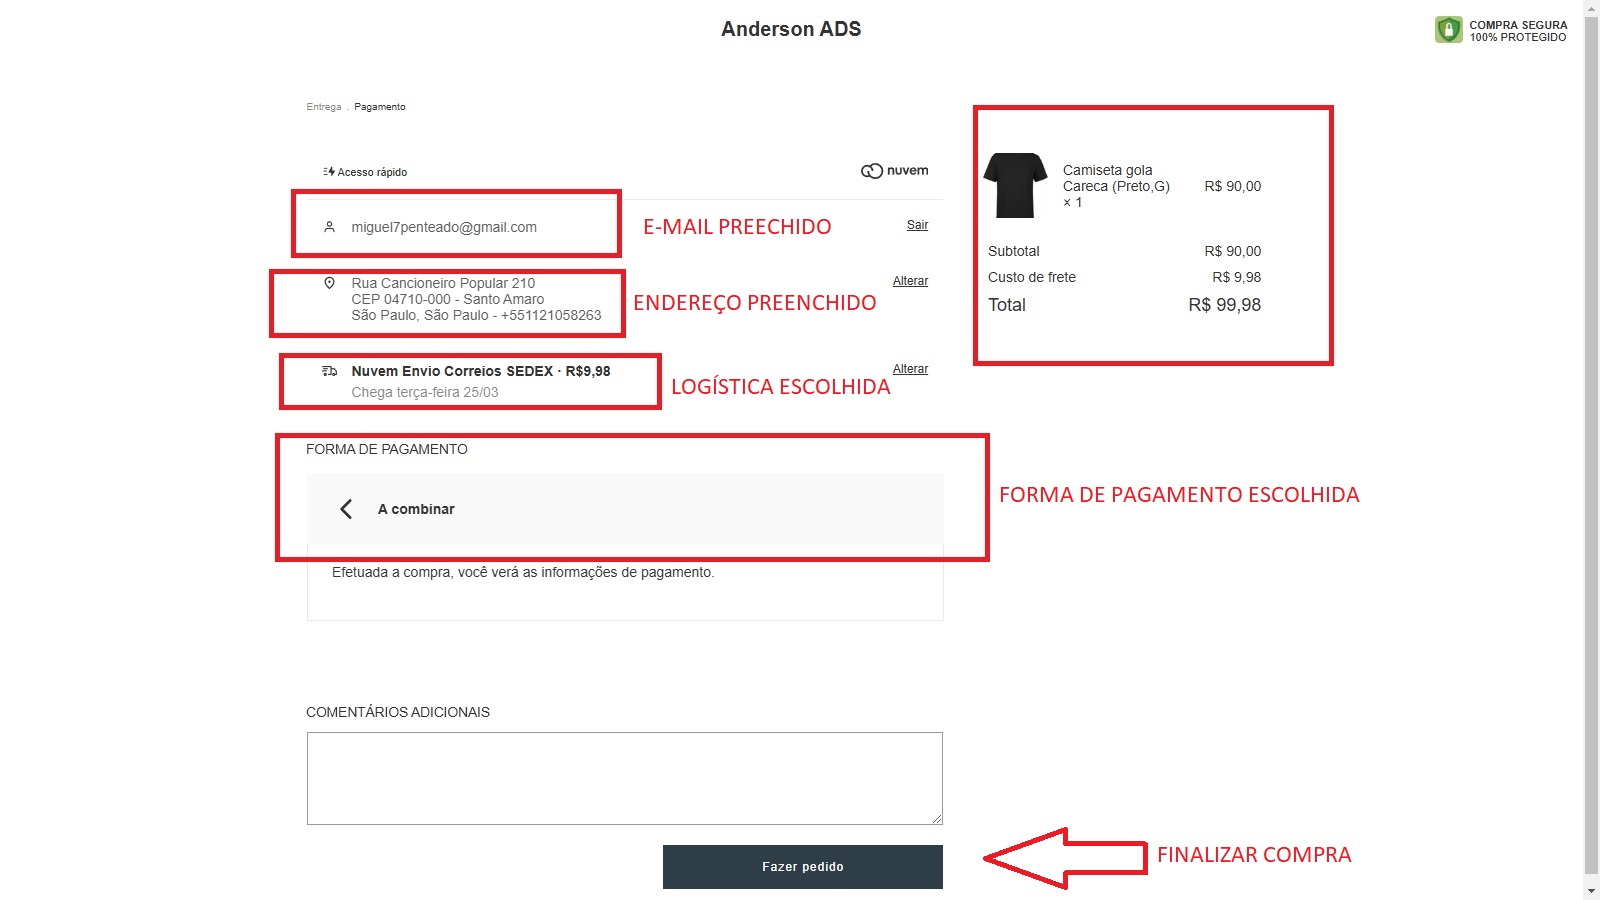 Anderson ADS
COMPRA SEGURA
100% PROTEGIDO
Entrega . Pagamento
Acesso rápido
nuvem
miguel7penteado@gmail.com
E-MAIL PREECHIDO
Sair
Rua Cancioneiro Popular 210
CEP 04710-000 - Santo Amaro
São Paulo, São Paulo - +551121058263
ENDEREÇO PREENCHIDO
Alterar
Nuvem Envio Correios SEDEX · R$9,98
Chega terça-feira 25/03
LOGÍSTICA ESCOLHIDA
Alterar
FORMA DE PAGAMENTO
A combinar
FORMA DE PAGAMENTO ESCOLHIDA
Efetuada a compra, você verá as informações de pagamento.
COMENTÁRIOS ADICIONAIS
Fazer pedido
FINALIZAR COMPRA
Camiseta gola
Careca (Preto,G)
× 1
R$ 90,00
Subtotal R$ 90,00
Custo de frete R$ 9,98
Total R$ 99,98